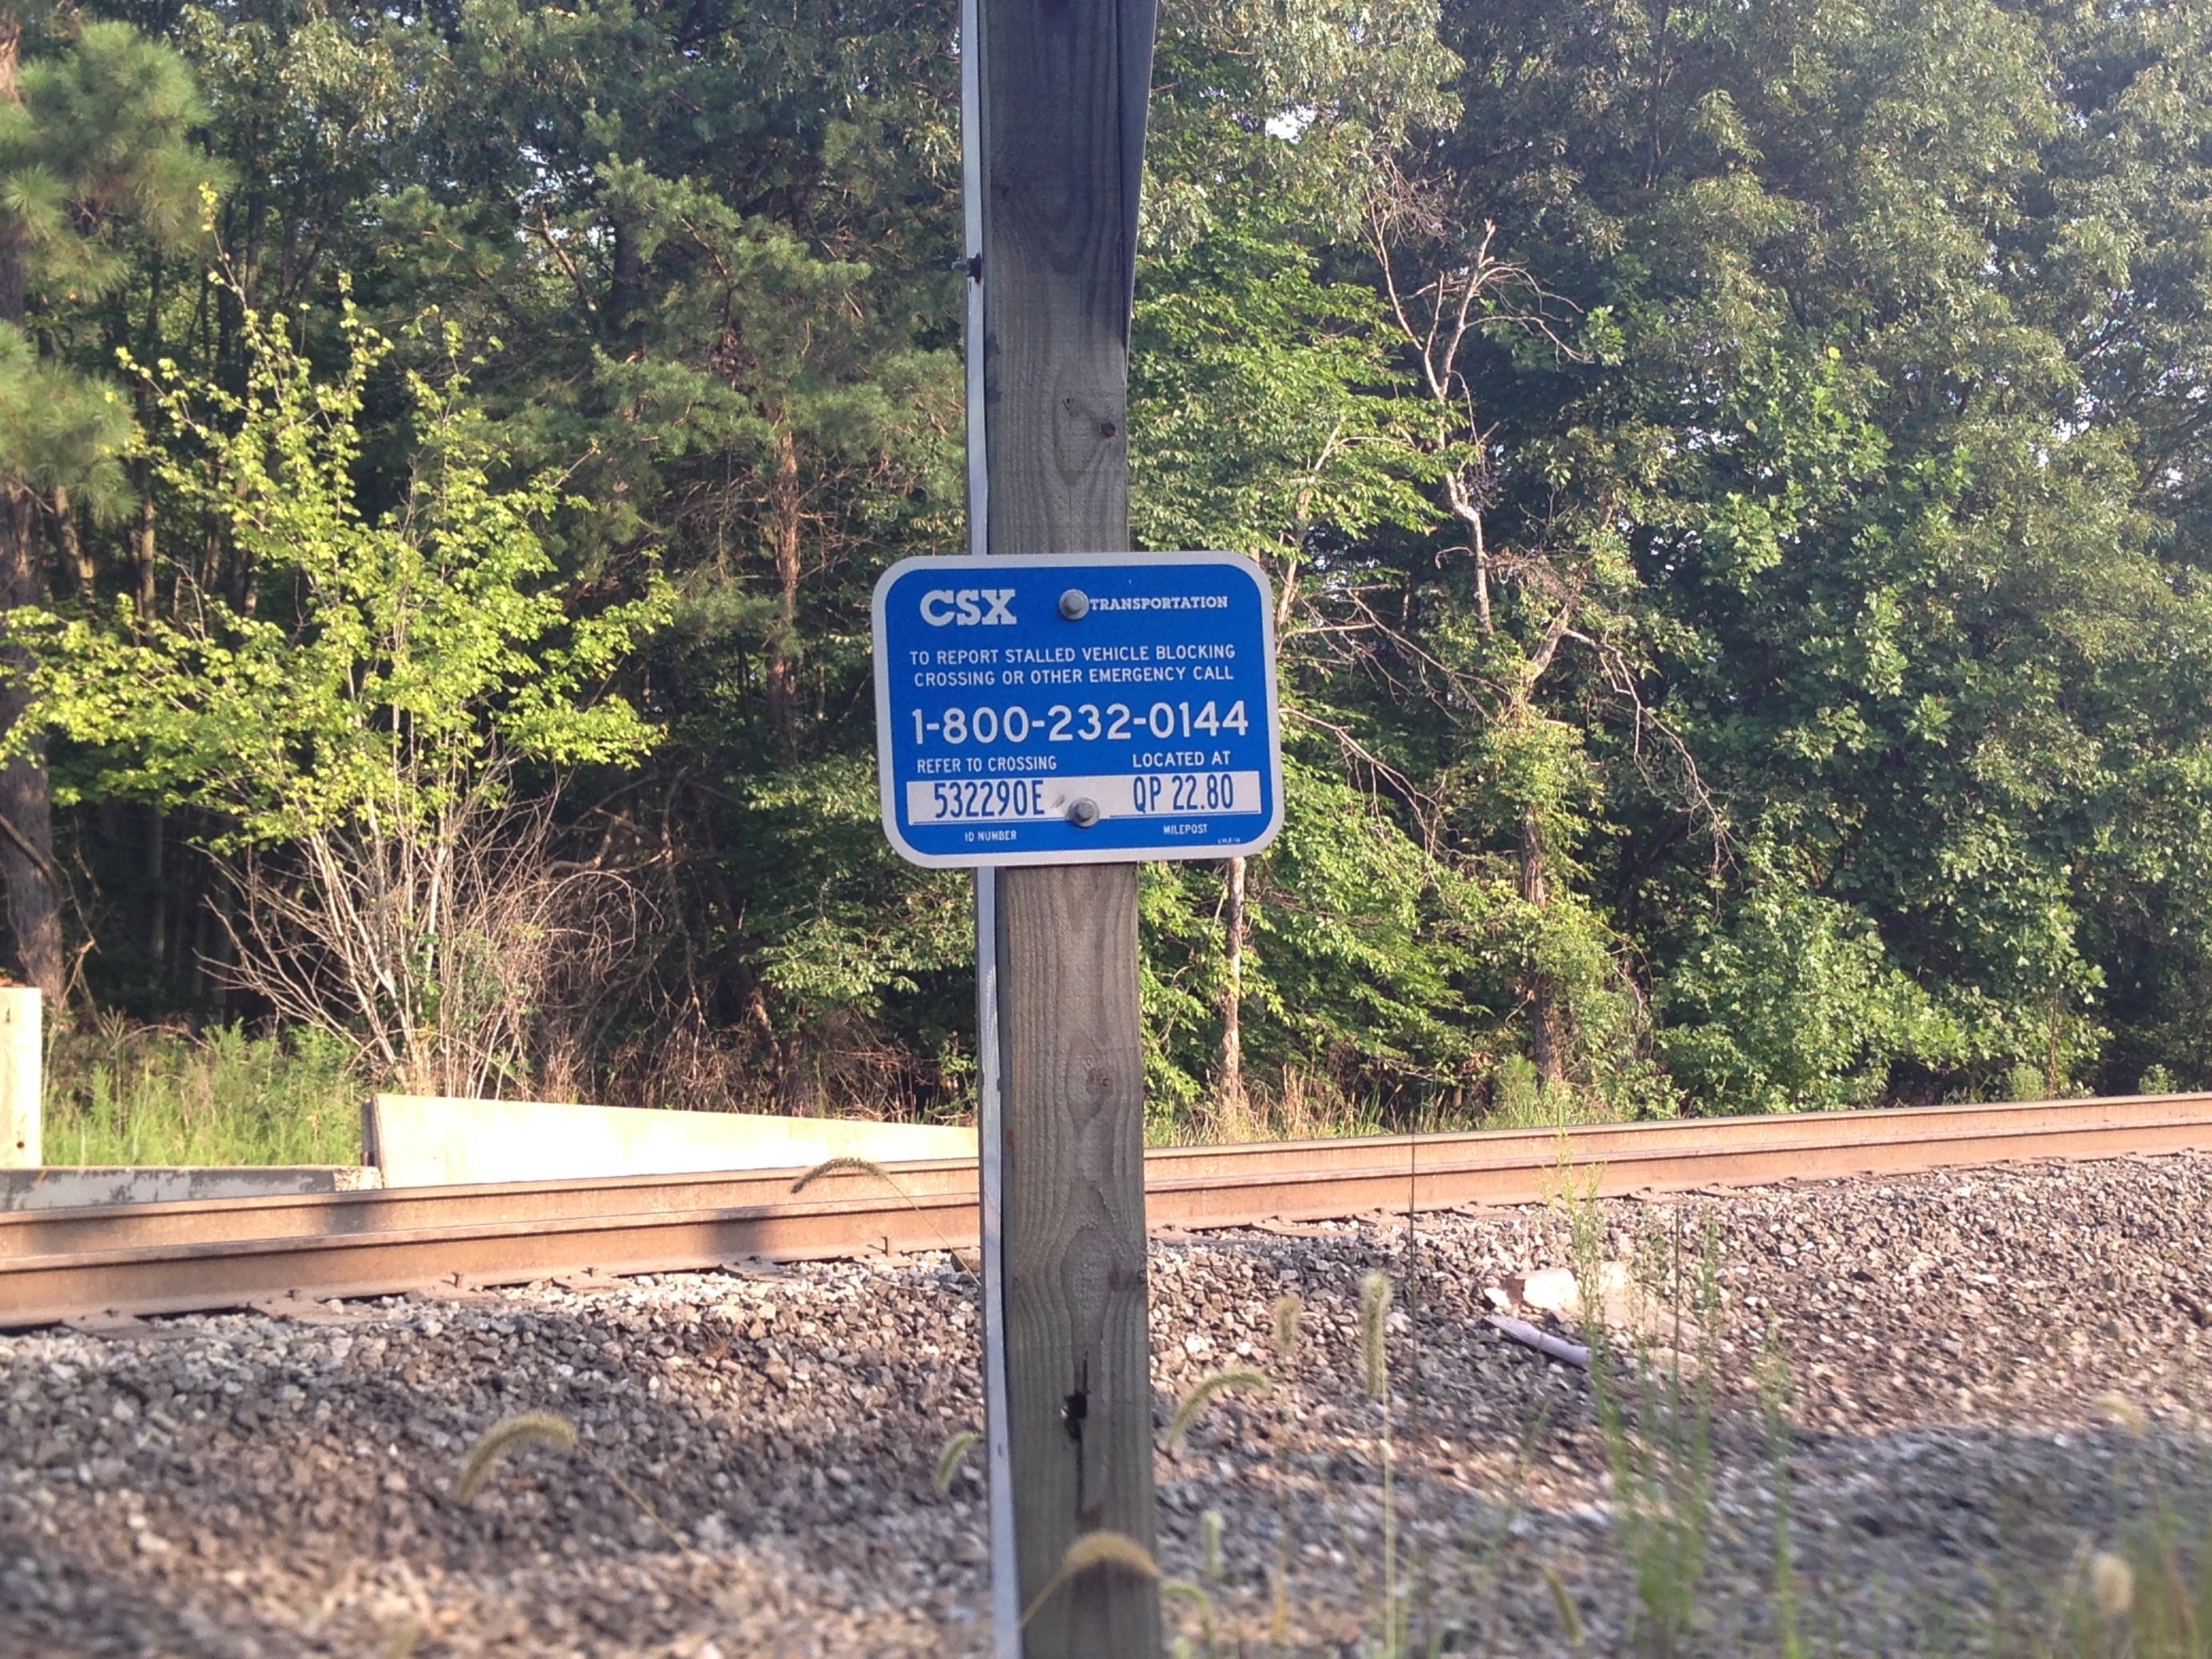 CSX TRANSPORTATION
TO REPORT STALLED VEHICLE BLOCKING
CROSSING OR OTHER EMERGENCY CALL
1-800-232-0144
REFER TO CROSSING LOCATED AT
532290E QP 22.80
ID NUMBER MILEPOST